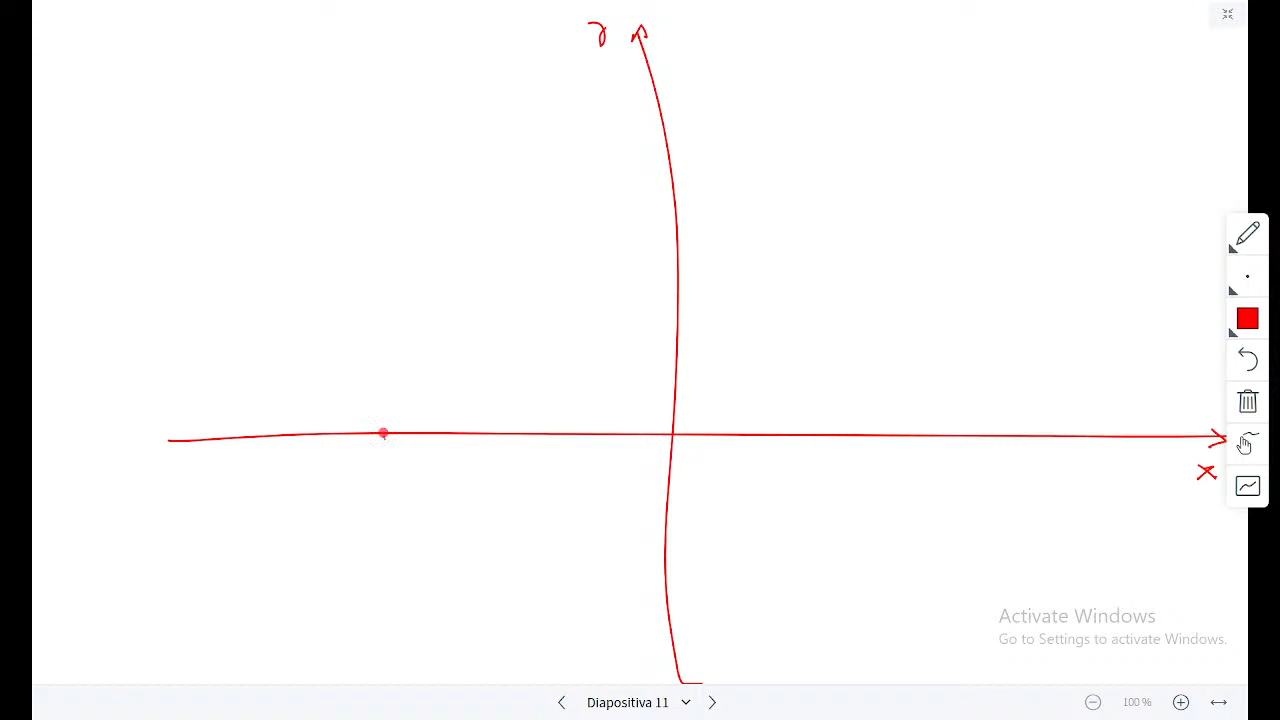 x
Activate Windows
Go to Settings to activate Windows.
Diapositiva 11
100 %